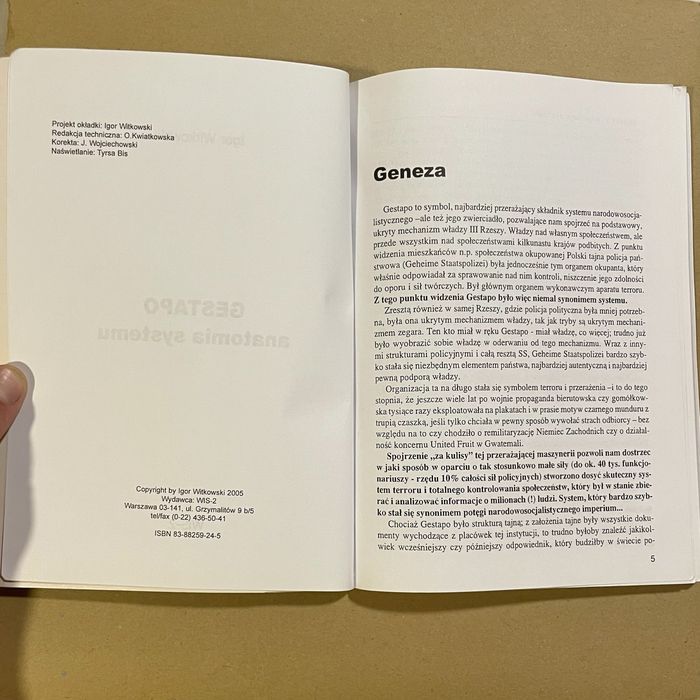 Projekt okładki: Igor Witkowski
Redakcja techniczna: O.Kwiatkowska
Korekta: J. Wojciechowski
Naświetlanie: Tyrsa Bis
GESTAPO
anatomia systemu
Copyright by Igor Witkowski 2005
Wydawca: WIS-2
Warszawa 03-141, ul. Grzymalitów 9 b/5
tel/fax (0-22) 436-50-41
ISBN 83-88259-24-5
Geneza
Gestapo to symbol, najbardziej przerażający składnik systemu narodowosocja-
listycznego –ale też jego zwierciadło, pozwalające nam spojrzeć na podstawowy,
ukryty mechanizm władzy III Rzeszy. Władzy nad własnym społeczeństwem, ale
przede wszystkim nad społeczeństwami kilkunastu krajów podbitych. Z punktu
widzenia mieszkańców n.p. społeczeństwa okupowanej Polski tajna policja pań-
stwowa (Geheime Staatspolizei) była jednocześnie tym organem okupanta, który
właśnie odpowiadał za sprawowanie nad nim kontroli, niszczenie jego zdolności
do oporu i sił twórczych. Był głównym organem wykonawczym aparatu terroru.
Z tego punktu widzenia Gestapo było więc niemal synonimem systemu.
Zresztą również w samej Rzeszy, gdzie policja polityczna była mniej potrzeb-
na, była ona ukrytym mechanizmem władzy, tak jak tryby są ukrytym mechani-
zmem zegara. Ten kto miał w ręku Gestapo - miał władzę, co więcej; trudno już
było wyobrazić sobie władzę w oderwaniu od tego mechanizmu. Wraz z inny-
mi strukturami policyjnymi i całą resztą SS, Geheime Staatspolizei bardzo szyb-
ko stała się niezbędnym elementem państwa, najbardziej autentyczną i najbardziej
pewną podporą władzy.
Organizacja ta na długo stała się symbolem terroru i przerażenia –i to do tego
stopnia, że jeszcze wiele lat po wojnie propaganda bierutowska czy gomółkow-
ska tysiące razy eksploatowała na plakatach i w prasie motyw czarnego munduru z
trupią czaszką, jeśli tylko chciała w pewny sposób wywołać strach odbiorcy – bez
względu na to czy chodziło o remilitaryzację Niemiec Zachodnich czy o działal-
ność koncernu United Fruit w Gwatemali.
Spojrzenie „za kulisy” tej przerażającej maszynerii pozwoli nam dostrzec
w jaki sposób w oparciu o tak stosunkowo małe siły (do ok. 40 tys. funkcjo-
nariuszy - rzędu 10% całości sił policyjnych) stworzono dosyć skuteczny sys-
tem terroru i totalnego kontrolowania społeczeństw, który był w stanie zbie-
rać i analizować informacje o milionach (!) ludzi. System, który bardzo szyb-
ko stał się synonimem potęgi narodowosocjalistycznego imperium...
Chociaż Gestapo było strukturą tajną; z założenia tajne były wszystkie doku-
menty wychodzące z placówek tej instytucji, to trudno byłoby znaleźć jakikol-
wiek wcześniejszy czy późniejszy odpowiednik, który budziłby w świecie po-
5